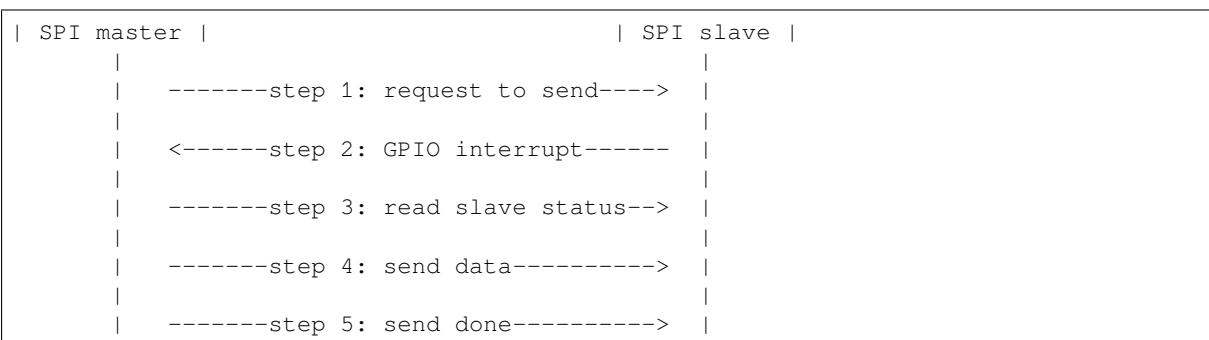 | SPI master |                                | SPI slave |
       |                                            |
       |   -------step 1: request to send---->  |
       |                                            |
       |   <------step 2: GPIO interrupt------  |
       |                                            |
       |   -------step 3: read slave status-->  |
       |                                            |
       |   -------step 4: send data---------->  |
       |                                            |
       |   -------step 5: send done---------->  |